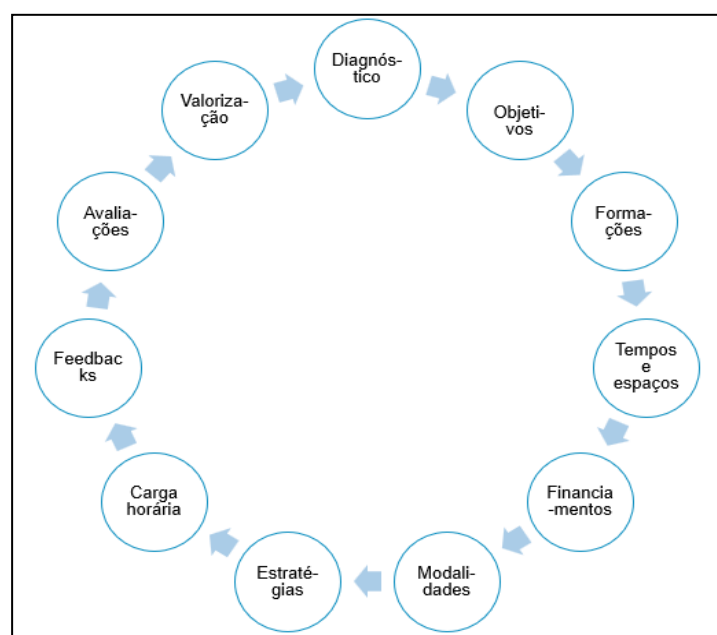 Diagnós-
tico
Objeti-
vos
Forma-
ções
Tempos
e
espaços
Financia
-mentos
Modali-
dades
Estraté-
gias
Carga
horária
Feedbac
ks
Avalia-
ções
Valoriza-
ção